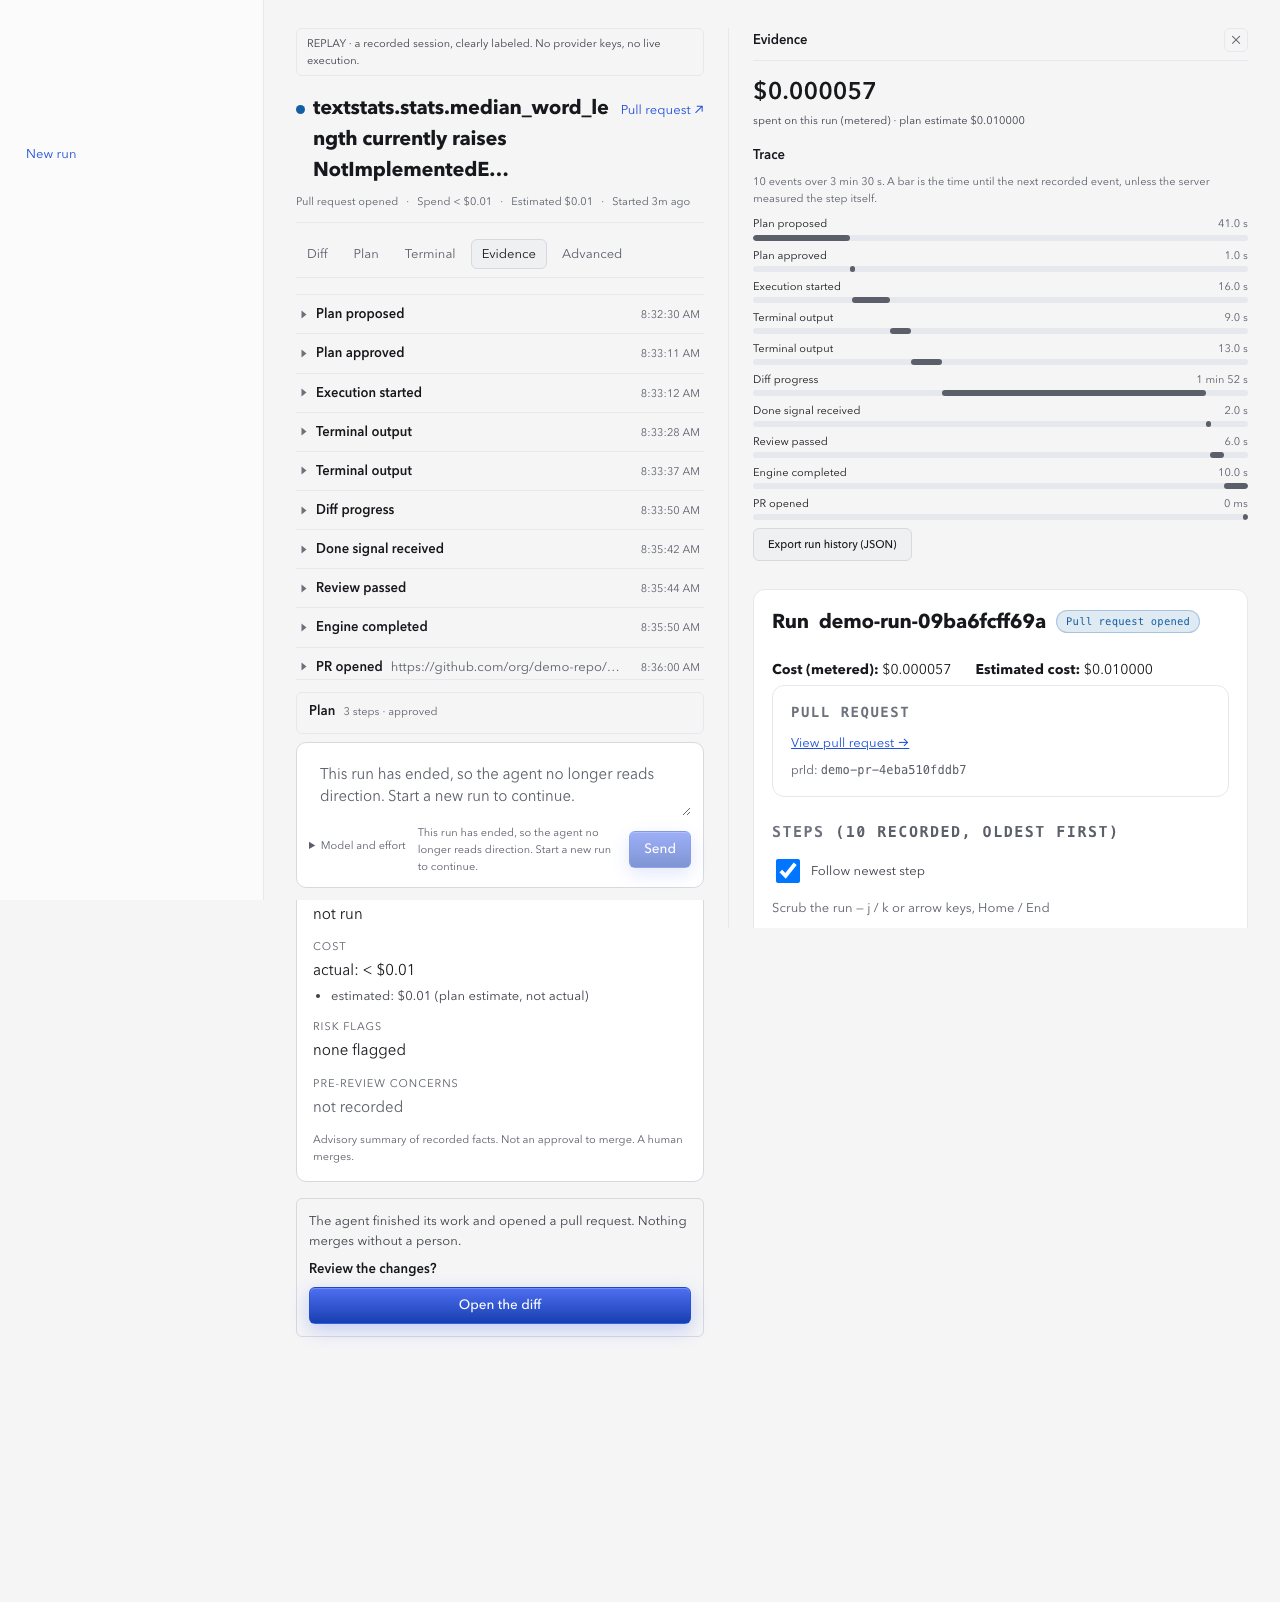 New run
REPLAY · a recorded session, clearly labeled. No provider keys, no live
execution.
textstats.stats.median_word_le
ngth currently raises
NotImplementedE...
Pull request ↗
Pull request opened · Spend < $0.01 · Estimated $0.01 · Started 3m ago
Diff Plan Terminal Evidence Advanced
Plan proposed 8:32:30 AM
Plan approved 8:33:11 AM
Execution started 8:33:12 AM
Terminal output 8:33:28 AM
Terminal output 8:33:37 AM
Diff progress 8:33:50 AM
Done signal received 8:35:42 AM
Review passed 8:35:44 AM
Engine completed 8:35:50 AM
PR opened https://github.com/org/demo-repo/... 8:36:00 AM
Plan 3 steps · approved
This run has ended, so the agent no longer reads
direction. Start a new run to continue.
Model and effort
This run has ended, so the agent no
longer reads direction. Start a new run
to continue.
Send
not run
COST
actual: < $0.01
• estimated: $0.01 (plan estimate, not actual)
RISK FLAGS
none flagged
PRE-REVIEW CONCERNS
not recorded
Advisory summary of recorded facts. Not an approval to merge. A human
merges.
The agent finished its work and opened a pull request. Nothing
merges without a person.
Review the changes?
Open the diff
Evidence
$0.000057
spent on this run (metered) · plan estimate $0.010000
Trace
10 events over 3 min 30 s. A bar is the time until the next recorded event, unless the server
measured the step itself.
Plan proposed 41.0 s
Plan approved 1.0 s
Execution started 16.0 s
Terminal output 9.0 s
Terminal output 13.0 s
Diff progress 1 min 52 s
Done signal received 2.0 s
Review passed 6.0 s
Engine completed 10.0 s
PR opened 0 ms
Export run history (JSON)
Run demo-run-09ba6fcff69a Pull request opened
Cost (metered): $0.000057 Estimated cost: $0.010000
PULL REQUEST
View pull request →
prId: demo-pr-4eba510fddb7
STEPS (10 RECORDED, OLDEST FIRST)
Follow newest step
Scrub the run — j / k or arrow keys, Home / End